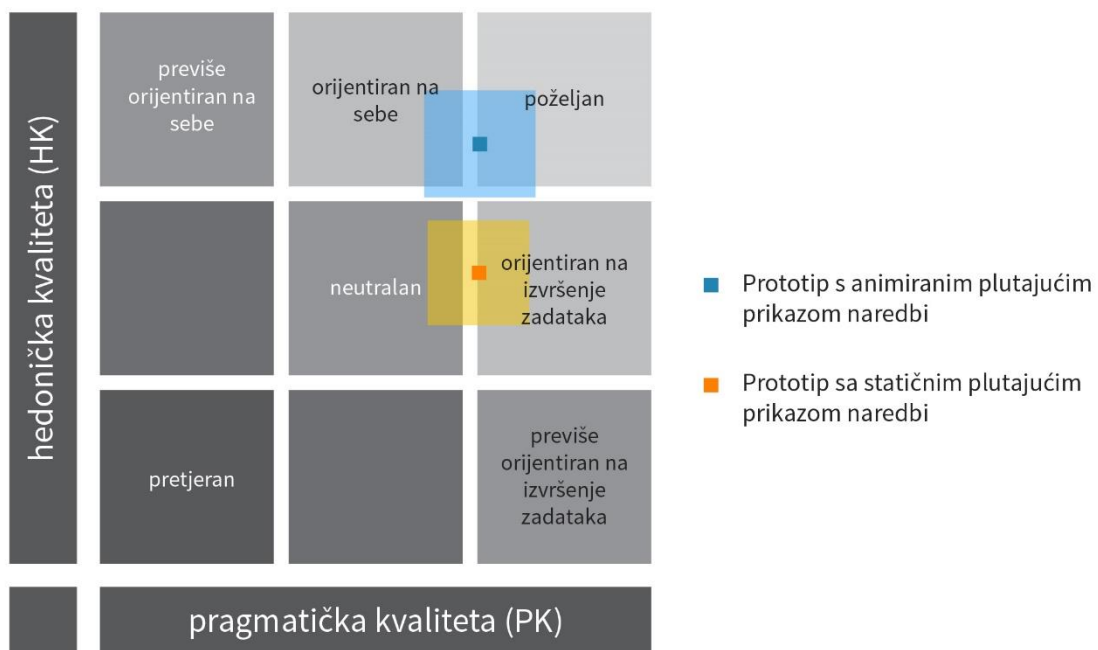 hedonička kvaliteta (HK)
previše
orijentiran na
sebe
orijentiran na
sebe
poželjan
neutralan
orijentiran na
izvršenje
zadataka
pretjeran
previše
orijentiran na
izvršenje
zadataka
pragmatička kvaliteta (PK)
Prototip s animiranim plutajućim
prikazom naredbi
Prototip sa statičnim plutajućim
prikazom naredbi